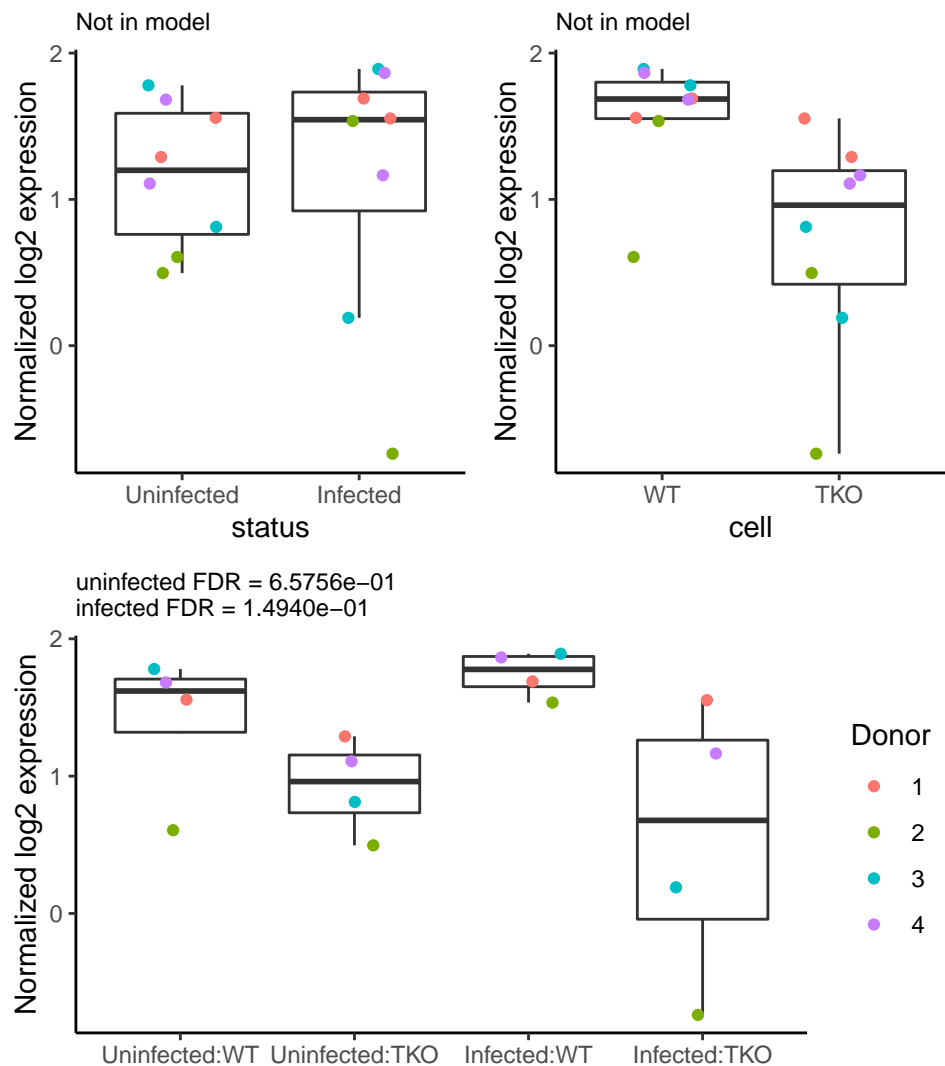 Not in model
Normalized log2 expression
2
1
0
Uninfected
Infected
status
Not in model
Normalized log2 expression
2
1
0
WT
TKO
cell
uninfected FDR = 6.5756e−01
infected FDR = 1.4940e−01
Normalized log2 expression
2
1
0
Uninfected:WT
Uninfected:TKO
Infected:WT
Infected:TKO
Donor
1
2
3
4